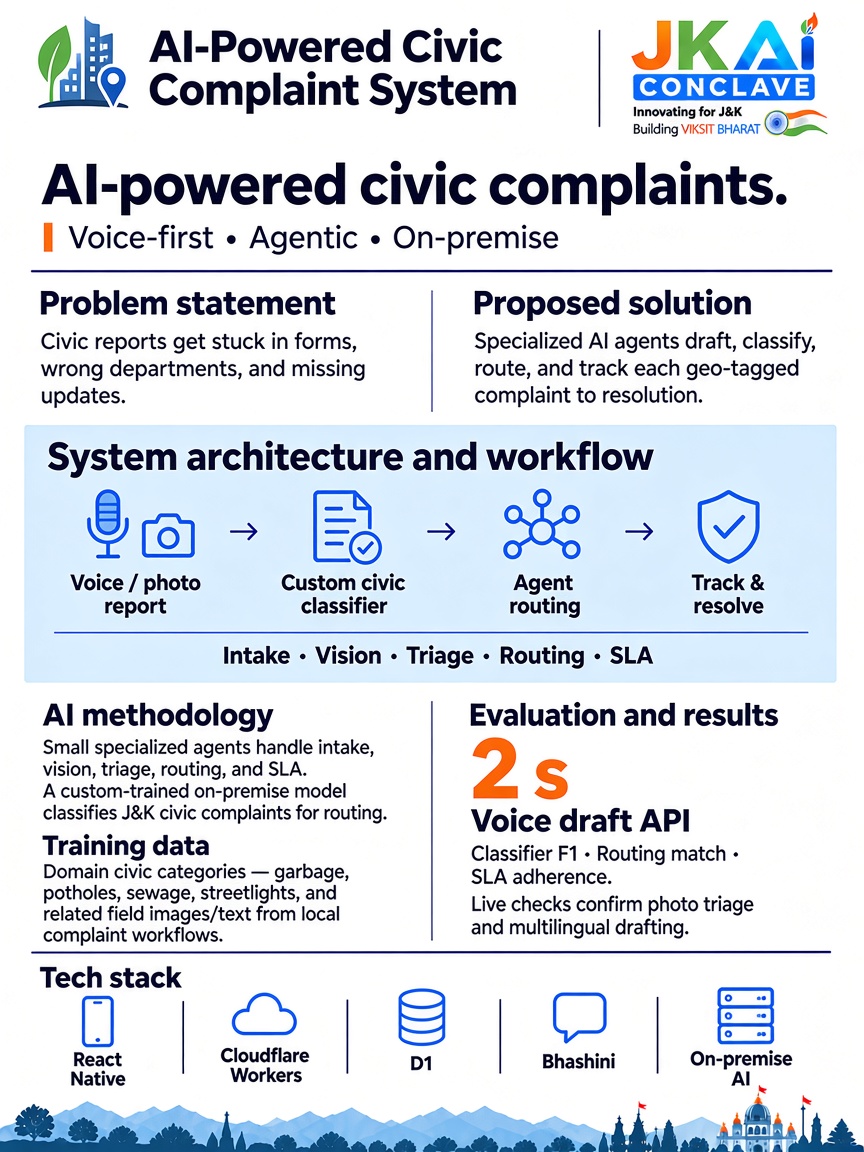 AI-Powered Civic
Complaint System
JKAi
CONCLAVE
Innovating for J&K
Building VIKSIT BHARAT
AI-powered civic complaints.
Voice-first • Agentic • On-premise
Problem statement
Civic reports get stuck in forms,
wrong departments, and missing
updates.
Proposed solution
Specialized AI agents draft, classify,
route, and track each geo-tagged
complaint to resolution.
System architecture and workflow
Voice / photo
report
Custom civic
classifier
Agent
routing
Track &
resolve
Intake · Vision · Triage · Routing · SLA
AI methodology
Small specialized agents handle intake,
vision, triage, routing, and SLA.
A custom-trained on-premise model
classifies J&K civic complaints for routing.
Training data
Domain civic categories — garbage,
potholes, sewage, streetlights, and
related field images/text from local
complaint workflows.
Evaluation and results
2 s
Voice draft API
Classifier F1 · Routing match ·
SLA adherence.
Live checks confirm photo triage
and multilingual drafting.
Tech stack
React
Native
Cloudflare
Workers
D1
Bhashini
On-premise
AI